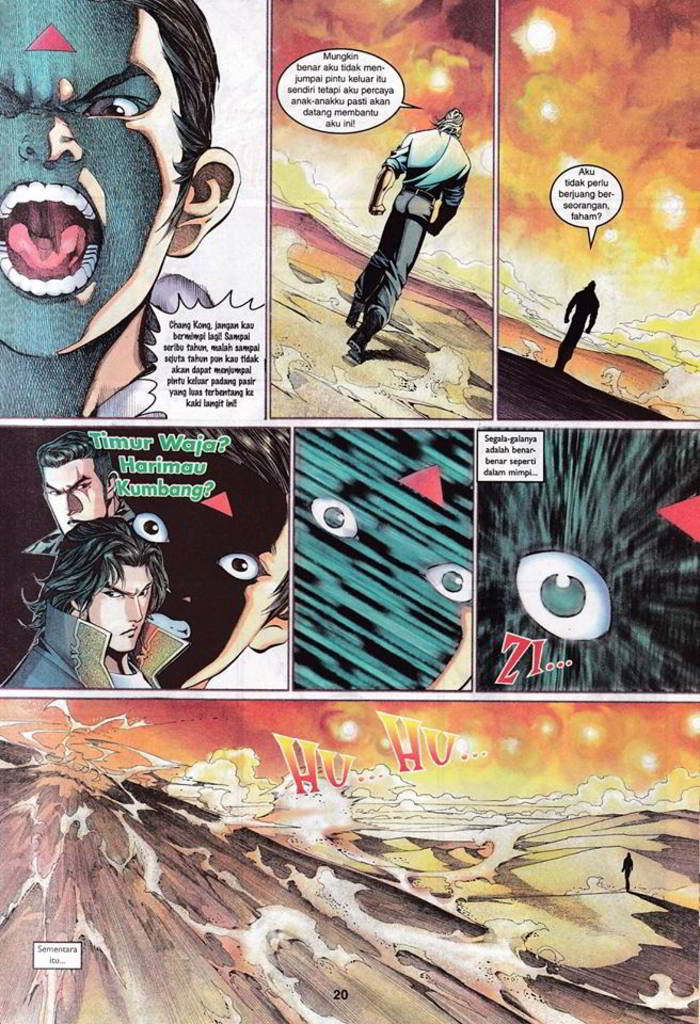 Chang Kong, jangan kau
bermimpi lagi! Sampai
seribu tahun, malah sampai
sejuta tahun pun kau tidak
akan dapat menjumpai
pintu keluar padang pasir
yang luas terbentang ke
kaki langit ini!
Mungkin
benar aku tidak men-
jumpai pintu keluar itu
sendiri tetapi aku percaya
anak-anakku pasti akan
datang membantu
aku ini!
Aku
tidak perlu
berjuang ber-
seorangan,
faham?
Timur Waja?
Harimau
Kumbang?
Segala-galanya
adalah benar-
benar seperti
dalam mimpi...
ZI...
HU... HU...
Sementara
itu...
20